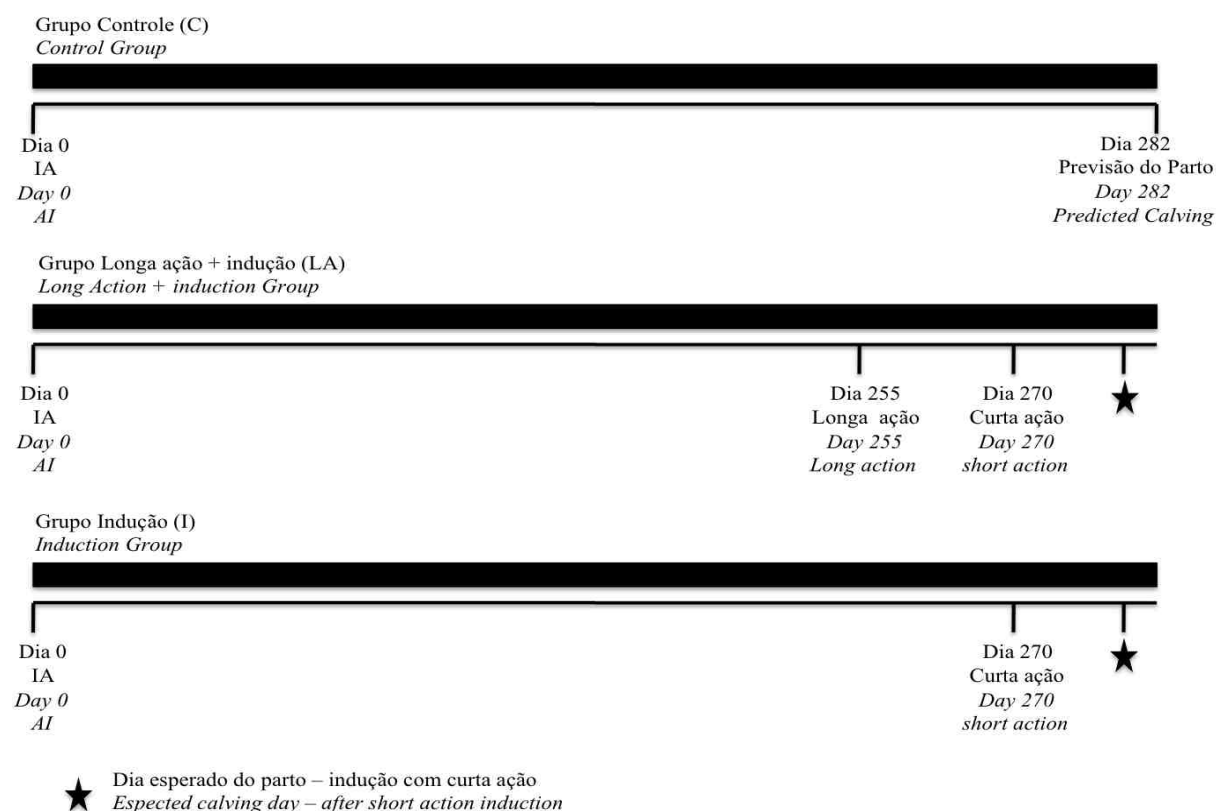 Grupo Controle (C)
Control Group
Dia 0
IA
Day 0
AI
Dia 282
Previsão do Parto
Day 282
Predicted Calving
Grupo Longa ação + indução (LA)
Long Action + induction Group
Dia 0
IA
Day 0
AI
Dia 255
Longa ação
Day 255
Long action
Dia 270
Curta ação
Day 270
short action
Grupo Indução (I)
Induction Group
Dia 0
IA
Day 0
AI
Dia 270
Curta ação
Day 270
short action
Dia esperado do parto – indução com curta ação
Espected calving day – after short action induction